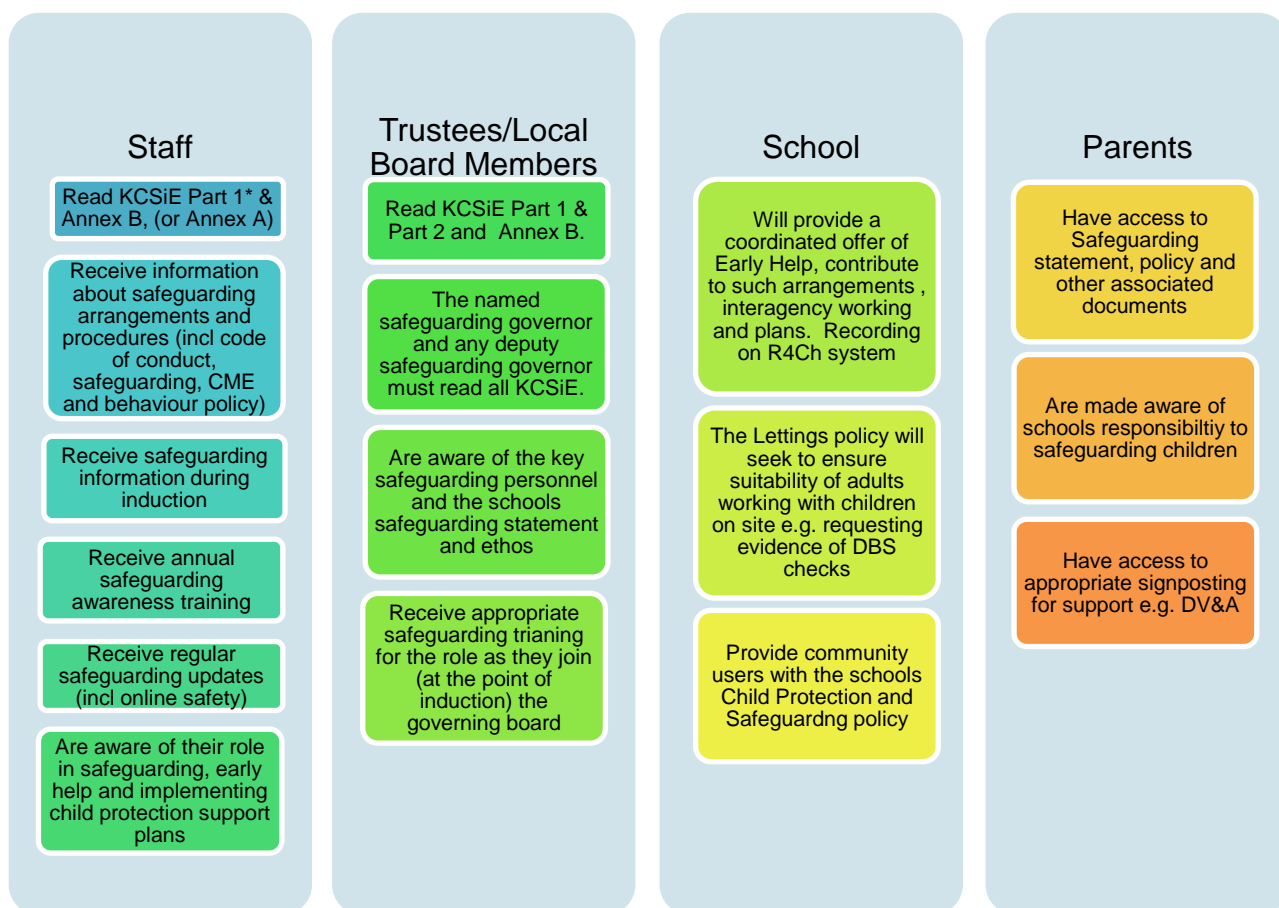 Staff
Read KCSiE Part 1* &
Annex B, (or Annex A)
Receive information
about safeguarding
arrangements and
procedures (incl code
of conduct,
safeguarding, CME
and behaviour policy)
Receive safeguarding
information during
induction
Receive annual
safeguarding
awareness training
Receive regular
safeguarding updates
(incl online safety)
Are aware of their role
in safeguarding, early
help and implementing
child protection support
plans
Trustees/Local
Board Members
Read KCSiE Part 1 &
Part 2 and Annex B.
The named
safeguarding governor
and any deputy
safeguarding governor
must read all KCSiE.
Are aware of the key
safeguarding personnel
and the schools
safeguarding statement
and ethos
Receive appropriate
safeguarding trianing
for the role as they join
(at the point of
induction) the
governing board
School
Will provide a
coordinated offer of
Early Help, contribute
to such arrangements ,
interagency working
and plans. Recording
on R4Ch system
The Lettings policy will
seek to ensure
suitability of adults
working with children
on site e.g. requesting
evidence of DBS
checks
Provide community
users with the schools
Child Protection and
Safeguardng policy
Parents
Have access to
Safeguarding
statement, policy and
other associated
documents
Are made aware of
schools responsibiltiy to
safeguarding children
Have access to
appropriate signposting
for support e.g. DV&A